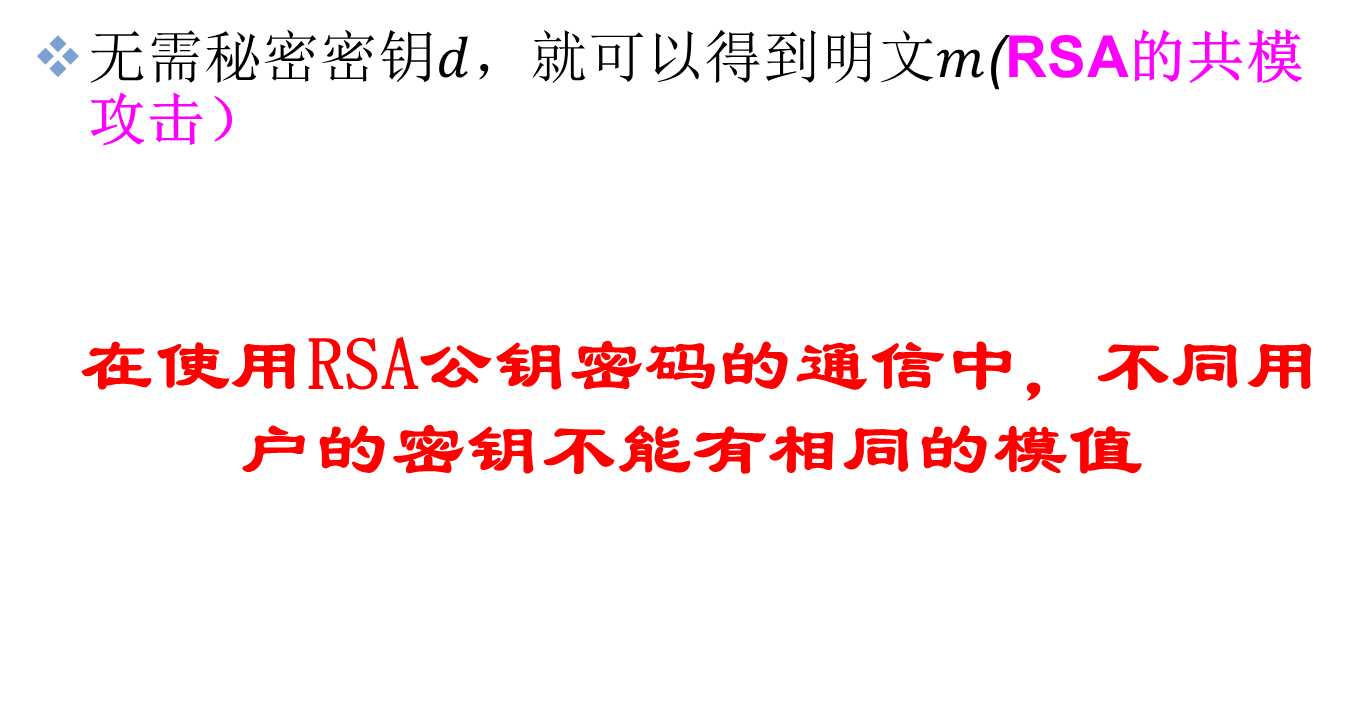 无需秘密密钥d，就可以得到明文m(RSA的共模
攻击）
在使用RSA公钥密码的通信中，不同用
户的密钥不能有相同的模值